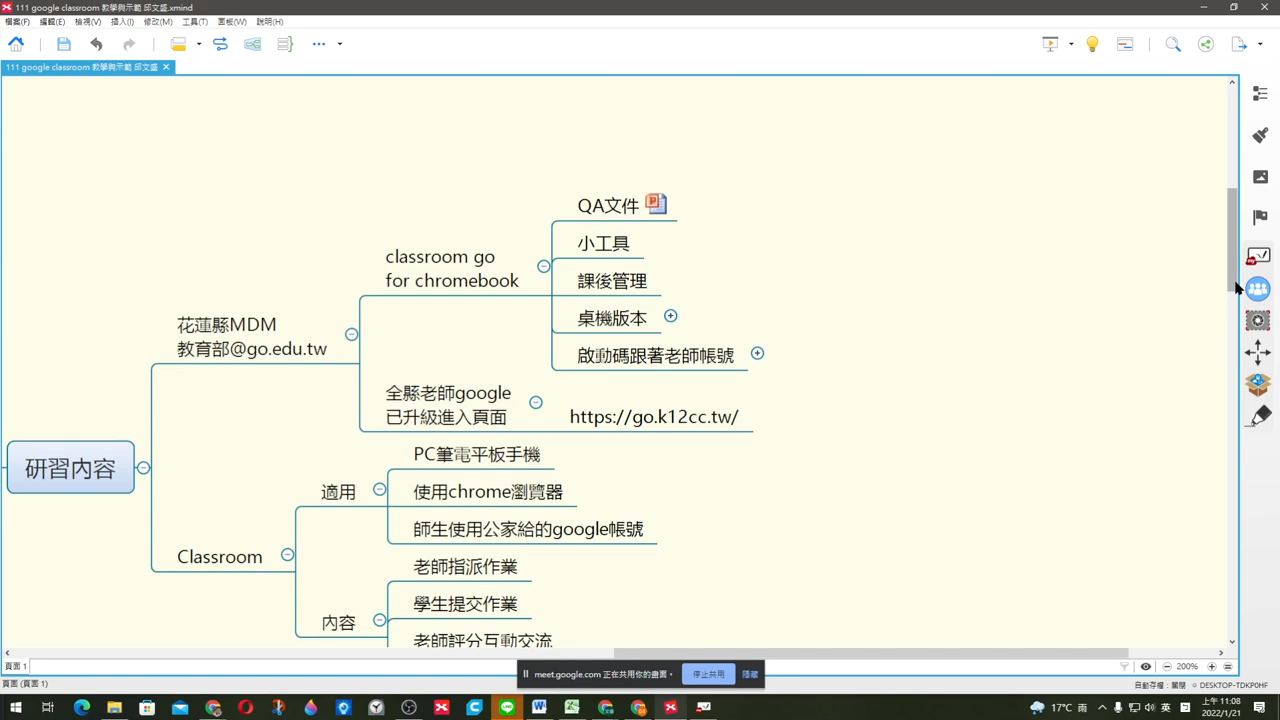 111 google classroom 教學與示範 邱文盛.xmind
檔案(F) 編輯(E) 檢視(V) 插入(I) 修改(M) 工具(T) 面板(W) 說明(H)
111 google classroom 教學與示範 邱文盛
QA文件
小工具
classroom go
for chromebook
課後管理
桌機版本
花蓮縣MDM
教育部@go.edu.tw
啟動碼跟著老師帳號
全縣老師google
已升級進入頁面
https://go.k12cc.tw/
研習內容
PC筆電平板手機
適用
使用chrome瀏覽器
師生使用公家給的google帳號
Classroom
老師指派作業
學生提交作業
內容
老師評分互動交流
頁面 1
200%
meet.google.com 正在共用你的畫面。
停止共用
隱藏
頁面 (頁面 1)
自動存檔：關閉
DESKTOP-TDKP0HF
17°C 雨
英
上午 11:08
2022/1/21